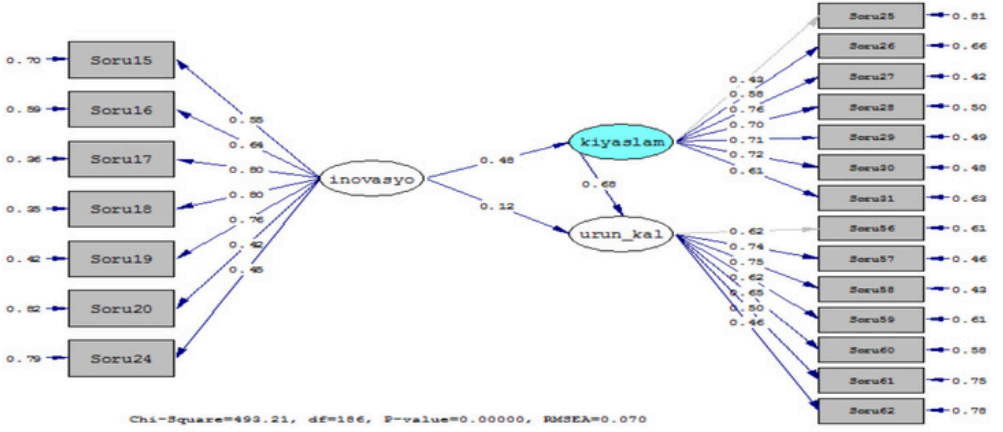 0.70 Soru15
0.59 Soru16
0.36 Soru17
0.35 Soru18
0.42 Soru19
0.82 Soru20
0.79 Soru24
0.55
0.64
0.80
0.80
0.76
0.42
0.45
inovasyo
0.48
0.12
kiyaslam
0.68
urun_kal
0.43
0.58
0.76
0.70
0.71
0.72
0.61
0.62
0.74
0.75
0.62
0.65
0.50
0.46
Soru25 0.81
Soru26 0.66
Soru27 0.42
Soru28 0.50
Soru29 0.49
Soru30 0.48
Soru31 0.63
Soru56 0.61
Soru57 0.46
Soru58 0.43
Soru59 0.61
Soru60 0.58
Soru61 0.75
Soru62 0.78
Chi-Square=493.21, df=186, P-value=0.00000, RMSEA=0.070